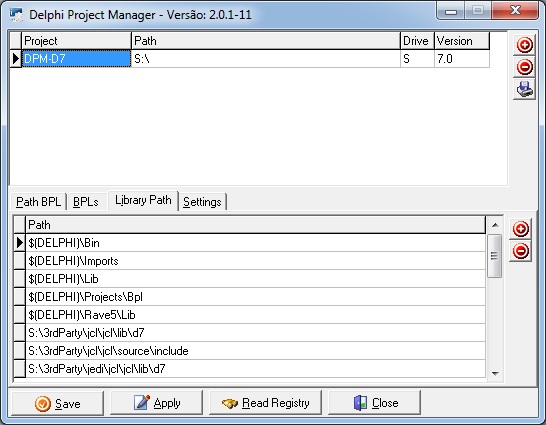 Delphi Project Manager - Versão: 2.0.1-11
Project Path Drive Version
DPM-D7 S:\ S 7.0
Path BPL BPLs Library Path Settings
Path
$(DELPHI)\Bin
$(DELPHI)\Imports
$(DELPHI)\Lib
$(DELPHI)\Projects\Bpl
$(DELPHI)\Rave5\Lib
S:\3rdParty\jcl\jcl\lib\d7
S:\3rdParty\jcl\jcl\source\include
S:\3rdParty\jedi\jcl\jcl\lib\d7
Save Apply Read Registry Close